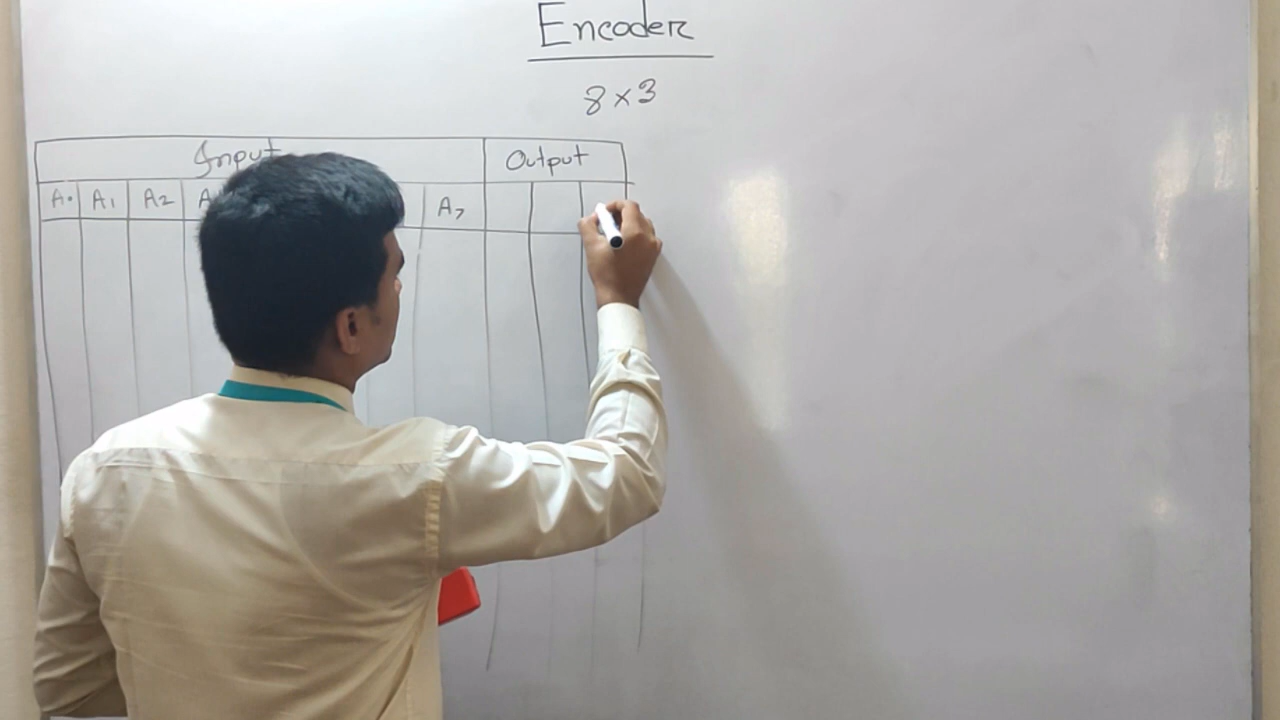 Encoder
8 × 3
Input Output
A₀ A₁ A₂ A A₇